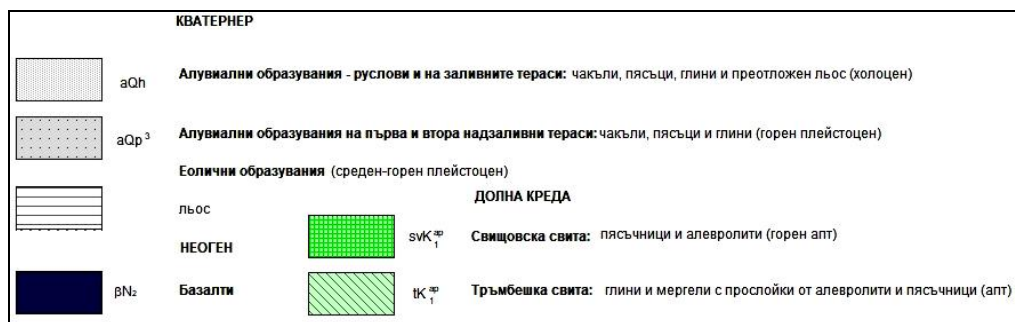 КВАТЕРНЕР
aQh Алувиални образувания - руслови и на заливните тераси: чакъли, пясъци, глини и преотложен льос (холоцен)
aQp³ Алувиални образувания на първа и втора надзаливни тераси: чакъли, пясъци и глини (горен плейстоцен)
Еолични образувания (среден-горен плейстоцен)
льос
НЕОГЕН
βN₂ Базалти
ДОЛНА КРЕДА
svK₁ᵃᵖ Свищовска свита: пясъчници и алевролити (горен апт)
tK₁ᵃᵖ Тръмбешка свита: глини и мергели с прослойки от алевролити и пясъчници (апт)